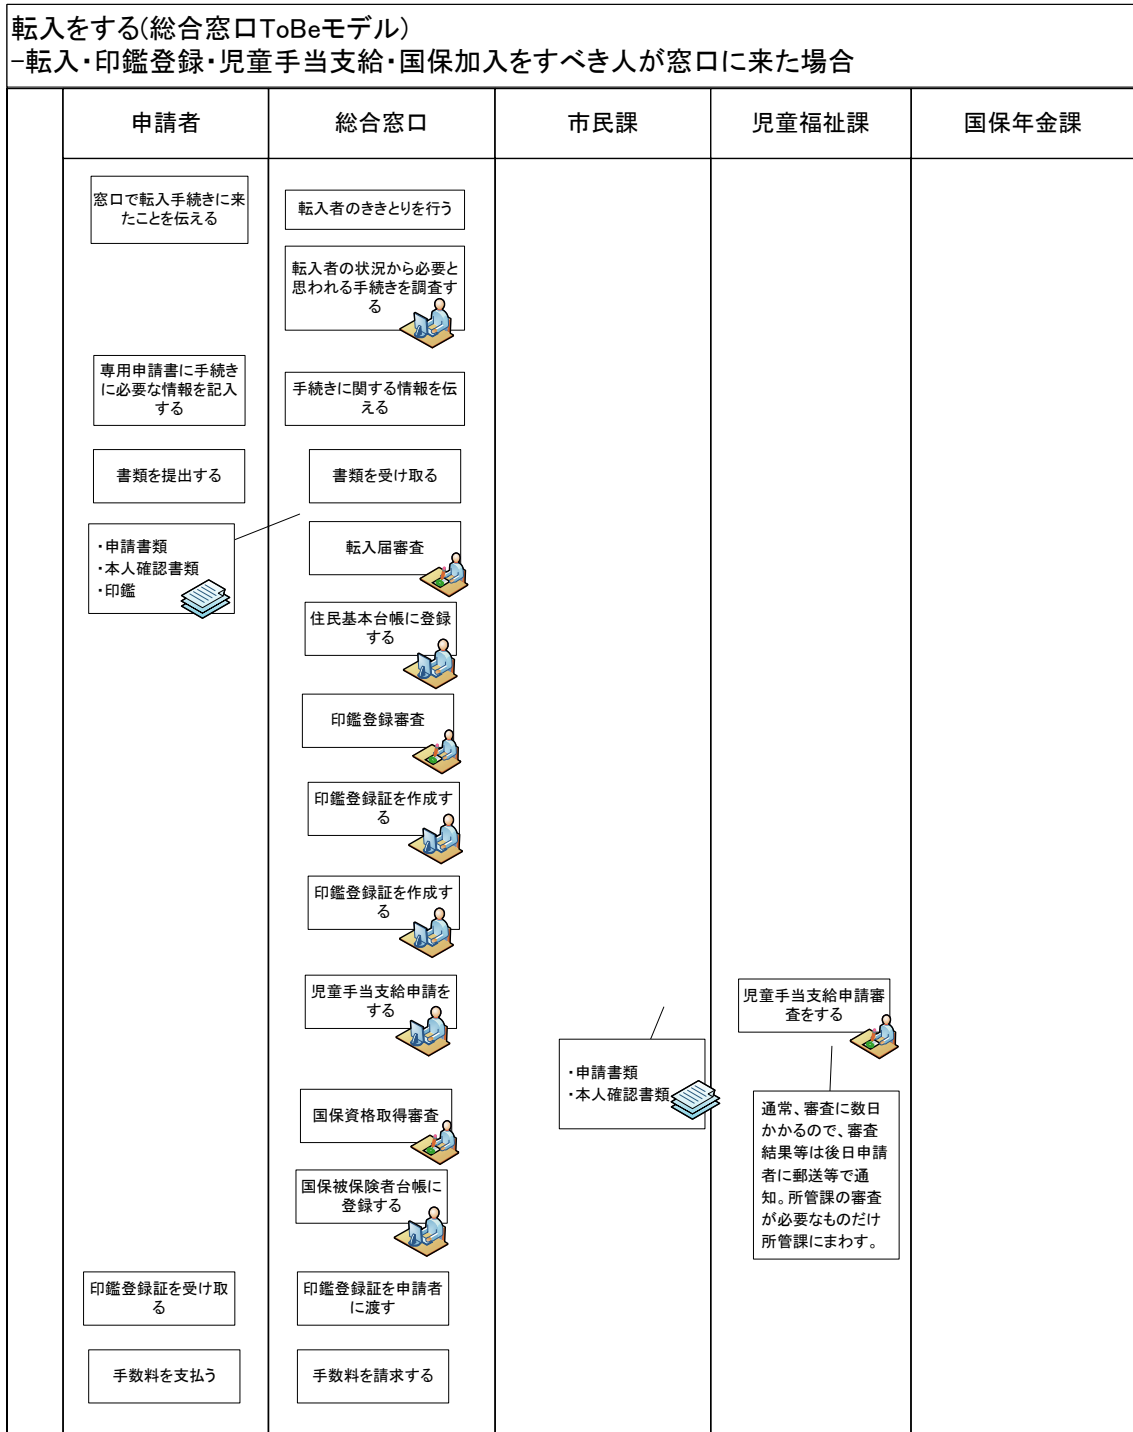 転入をする(総合窓口ToBeモデル)
-転入・印鑑登録・児童手当支給・国保加入をすべき人が窓口に来た場合
申請者
総合窓口
市民課
児童福祉課
国保年金課
窓口で転入手続きに来
たことを伝える
転入者のききとりを行う
転入者の状況から必要と
思われる手続きを調査す
る
専用申請書に手続き
に必要な情報を記入
する
手続きに関する情報を伝
える
書類を提出する
書類を受け取る
・申請書類
・本人確認書類
・印鑑
転入届審査
住民基本台帳に登録
する
印鑑登録審査
印鑑登録証を作成す
る
印鑑登録証を作成す
る
児童手当支給申請を
する
児童手当支給申請審
査をする
・申請書類
・本人確認書類
通常、審査に数日
かかるので、審査
結果等は後日申請
者に郵送等で通
知。所管課の審査
が必要なものだけ
所管課にまわす。
国保資格取得審査
国保被保険者台帳に
登録する
印鑑登録証を受け取
る
印鑑登録証を申請者
に渡す
手数料を支払う
手数料を請求する